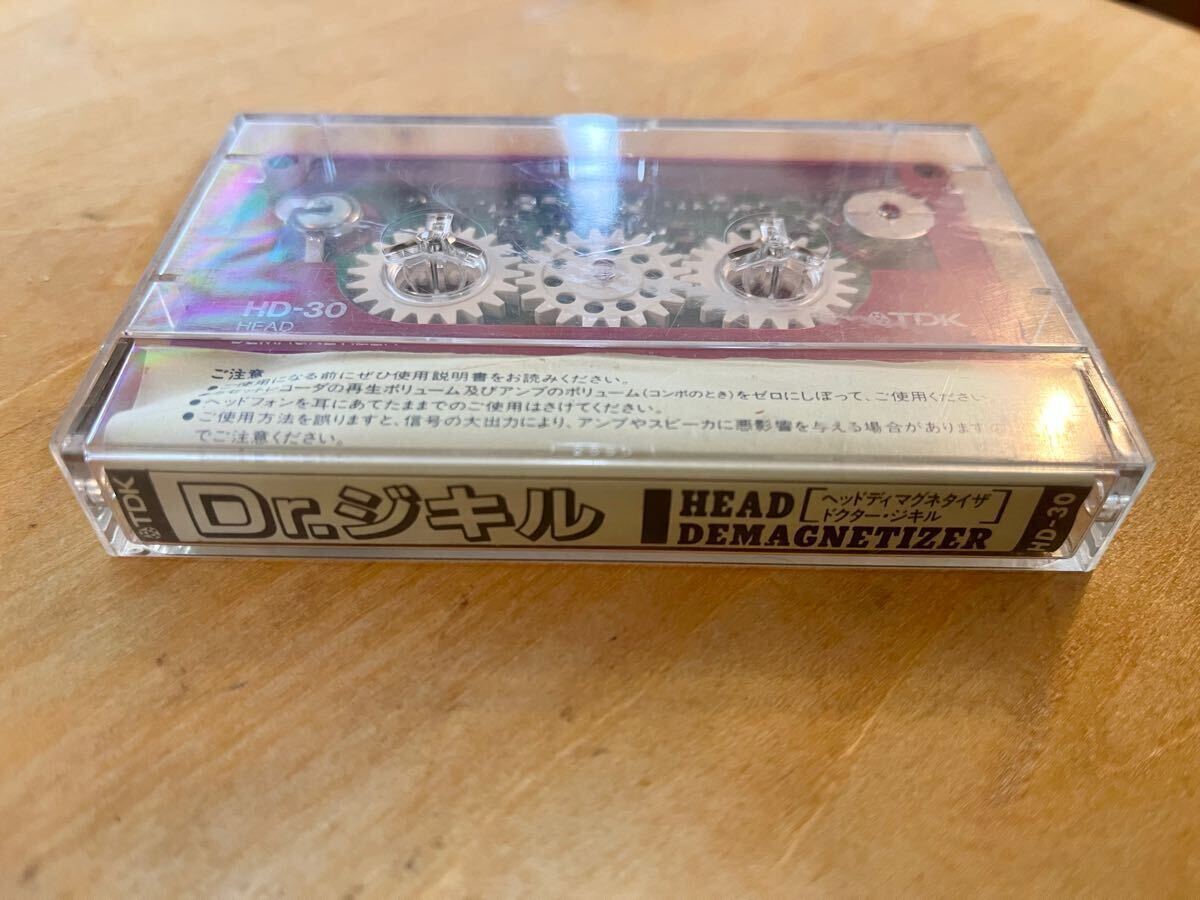 HD-30
HEAD
TDK
ご注意
ご使用になる前にぜひ使用説明書をお読みください。
コーダの再生ボリューム及びアンプのボリューム(コンポのとき)をゼロにしぼって、ご使用ください
●ヘッドフォンを耳にあてたままでのご使用はさけてください。
●ご使用方法を誤りますと、信号の大出力により、アンプやスピーカに悪影響を与える場合があります
でご注意ください。
TDK
Dr.ジキル
HEAD
DEMAGNETIZER
ヘッドディマグネタイザ
ドクター・ジキル
HD-30